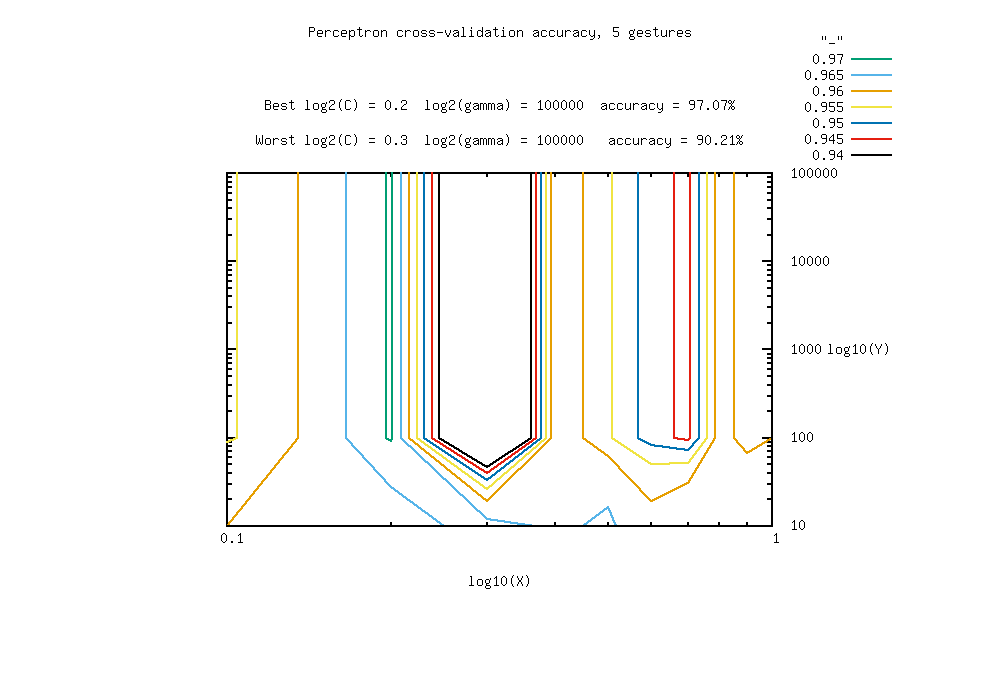 Perceptron cross-validation accuracy, 5 gestures
"_"
0.97
0.965
0.96
0.955
0.95
0.945
0.94
Best log2(C) = 0.2  log2(gamma) = 100000  accuracy = 97.07%
Worst log2(C) = 0.3  log2(gamma) = 100000   accuracy = 90.21%
100000
10000
1000 log10(Y)
100
10
0.1 1
log10(X)